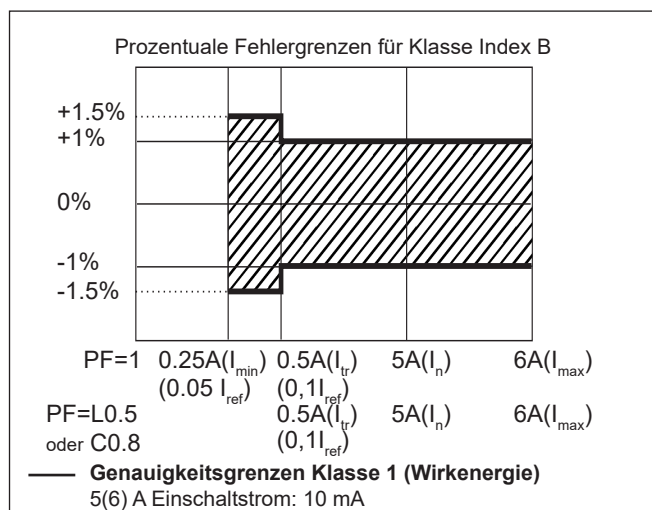 Prozentuale Fehlergrenzen für Klasse Index B
+1.5%
+1%
0%
-1%
-1.5%
PF=1 0.25A(Imin) 0.5A(Itr) 5A(In) 6A(Imax)
(0.05 Iref) (0,1Iref)
PF=L0.5 0.5A(Itr) 5A(In) 6A(Imax)
oder C0.8 (0,1Iref)
Genauigkeitsgrenzen Klasse 1 (Wirkenergie)
5(6) A Einschaltstrom: 10 mA